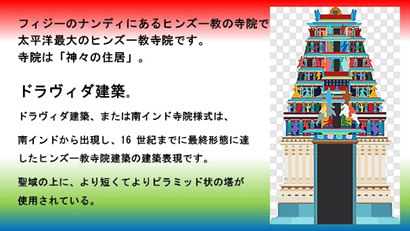 フィジーのナンディにあるヒンズー教の寺院で
太平洋最大のヒンズー教寺院です。
寺院は「神々の住居」。
ドラヴィダ建築。
ドラヴィダ建築、または南インド寺院様式は、
南インドから出現し、16 世紀までに最終形態に達
したヒンズー教寺院建築の建築表現です。
聖域の上に、より短くてよりピラミッド状の塔が
使用されている。